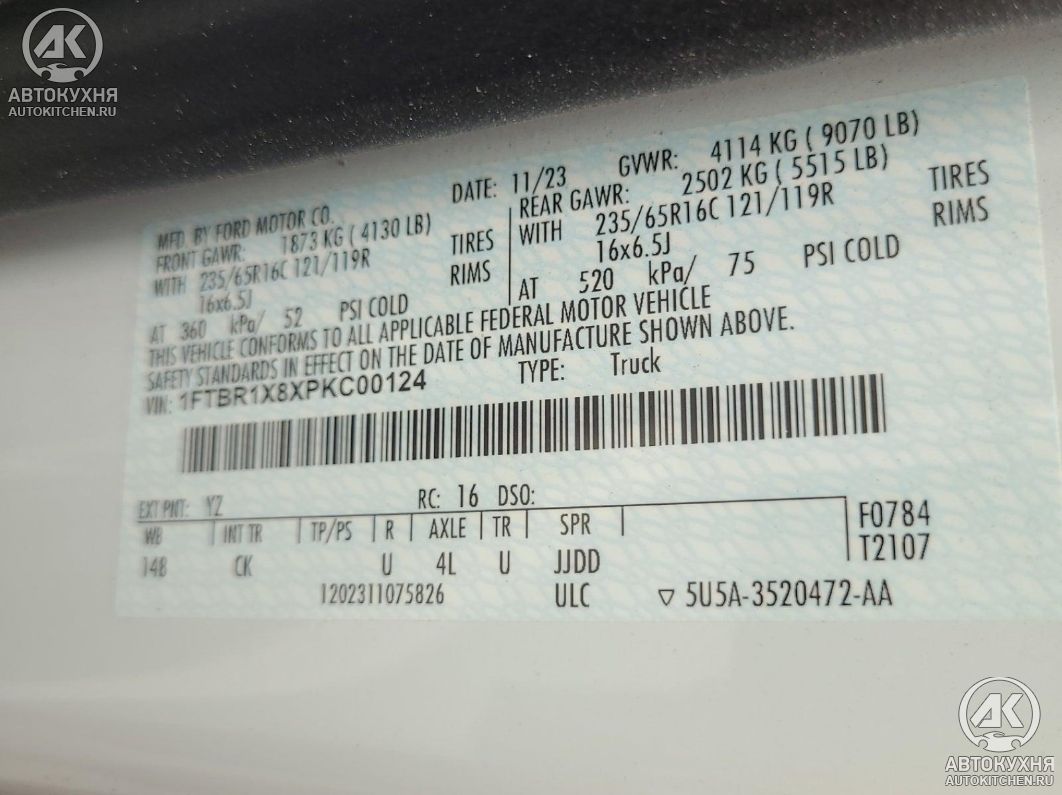 AK
АВТОКУХНЯ
AUTOKITCHEN.RU
DATE: 11/23 GVWR: 4114 KG ( 9070 LB)
MFD. BY FORD MOTOR CO.
FRONT GAWR: 1873 KG ( 4130 LB)
WITH 235/65R16C 121/119R TIRES
16x6.5J RIMS
AT 360 kPa/ 52 PSI COLD
REAR GAWR: 2502 KG ( 5515 LB)
WITH 235/65R16C 121/119R TIRES
16x6.5J RIMS
AT 520 kPa/ 75 PSI COLD
THIS VEHICLE CONFORMS TO ALL APPLICABLE FEDERAL MOTOR VEHICLE
SAFETY STANDARDS IN EFFECT ON THE DATE OF MANUFACTURE SHOWN ABOVE.
VIN: 1FTBR1X8XPKC00124 TYPE: Truck
EXT PNT: YZ RC: 16 DSO:
WB INT TR TP/PS R AXLE TR SPR F0784
148 CK U 4L U JJDD T2107
1202311075826 ULC ▽ 5U5A-3520472-AA
AK
АВТОКУХНЯ
AUTOKITCHEN.RU